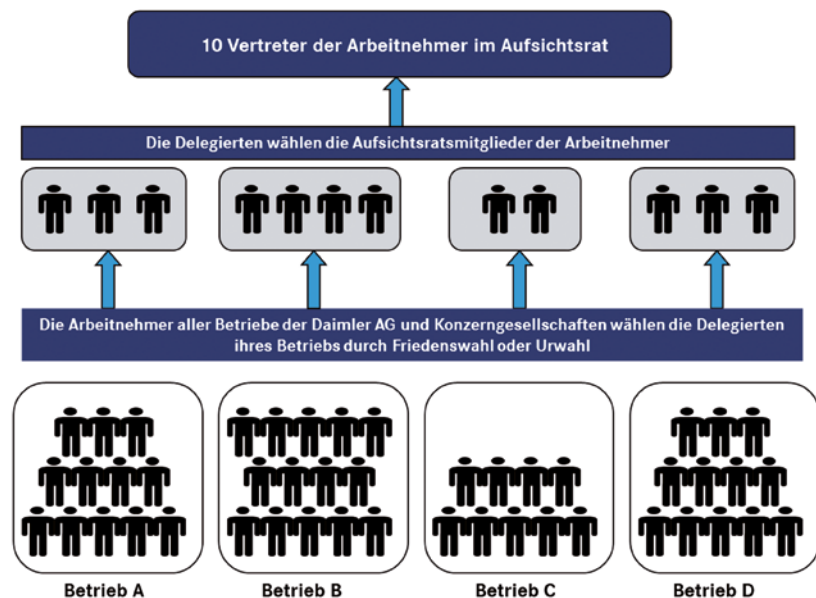 10 Vertreter der Arbeitnehmer im Aufsichtsrat
Die Delegierten wählen die Aufsichtsratsmitglieder der Arbeitnehmer
Die Arbeitnehmer aller Betriebe der Daimler AG und Konzerngesellschaften wählen die Delegierten
ihres Betriebs durch Friedenswahl oder Urwahl
Betrieb A
Betrieb B
Betrieb C
Betrieb D